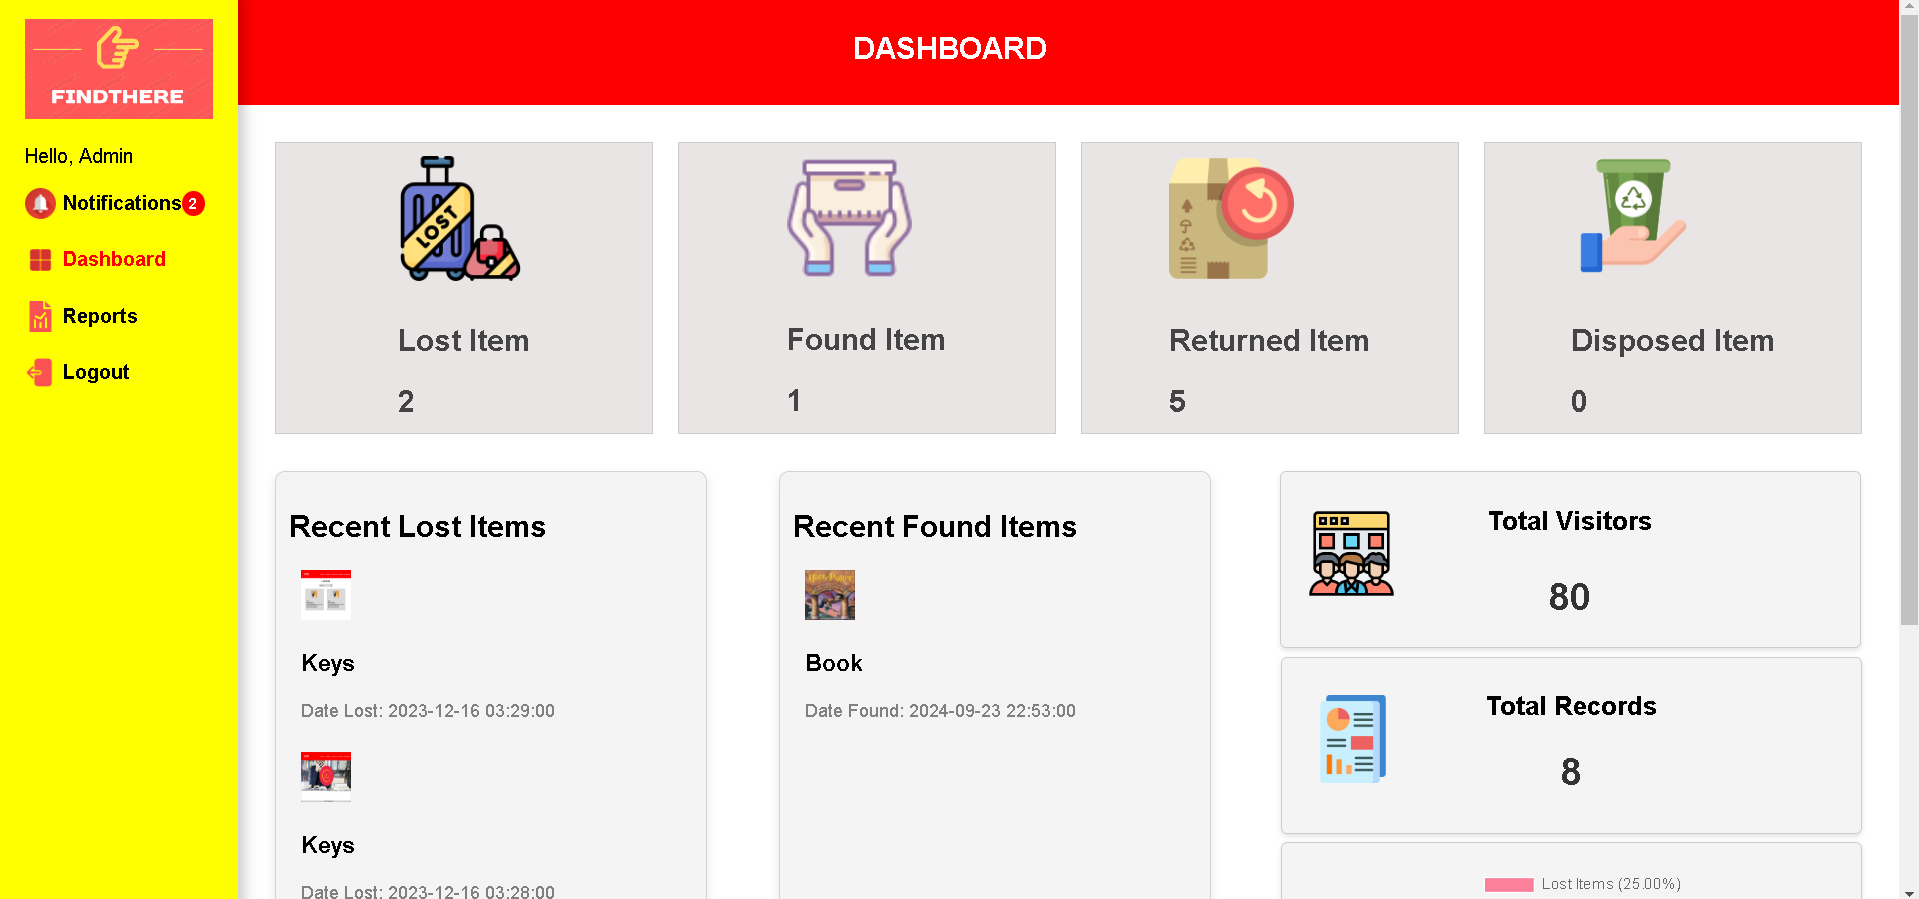 FINDTHERE
Hello, Admin
Notifications 2
Dashboard
Reports
Logout
DASHBOARD
LOST
Lost Item
2
Found Item
1
Returned Item
5
Disposed Item
0
Recent Lost Items
Keys
Date Lost: 2023-12-16 03:29:00
Keys
Date Lost: 2023-12-16 03:28:00
Recent Found Items
Harry Potter
Book
Date Found: 2024-09-23 22:53:00
Total Visitors
80
Total Records
8
Lost Items (25.00%)